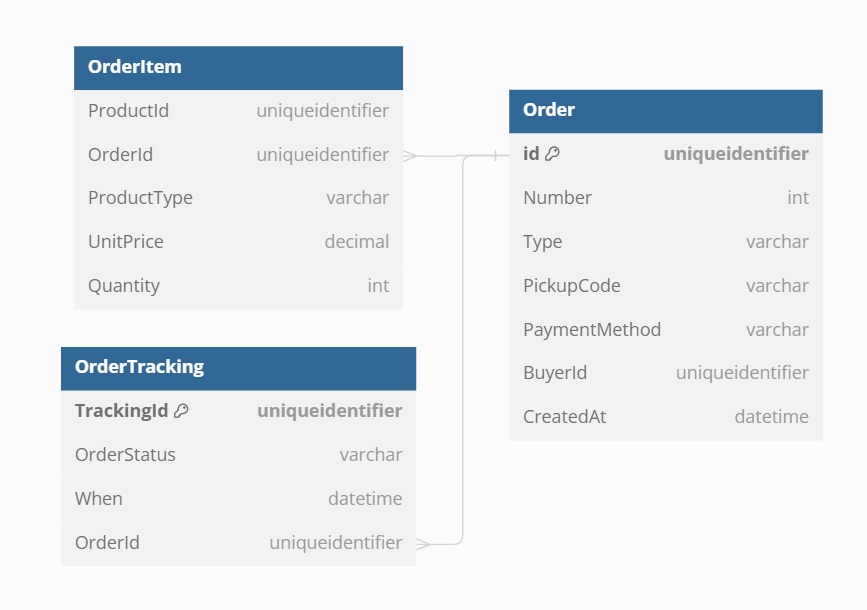 OrderItem
ProductId uniqueidentifier
OrderId uniqueidentifier
ProductType varchar
UnitPrice decimal
Quantity int
Order
id uniqueidentifier
Number int
Type varchar
PickupCode varchar
PaymentMethod varchar
BuyerId uniqueidentifier
CreatedAt datetime
OrderTracking
TrackingId uniqueidentifier
OrderStatus varchar
When datetime
OrderId uniqueidentifier